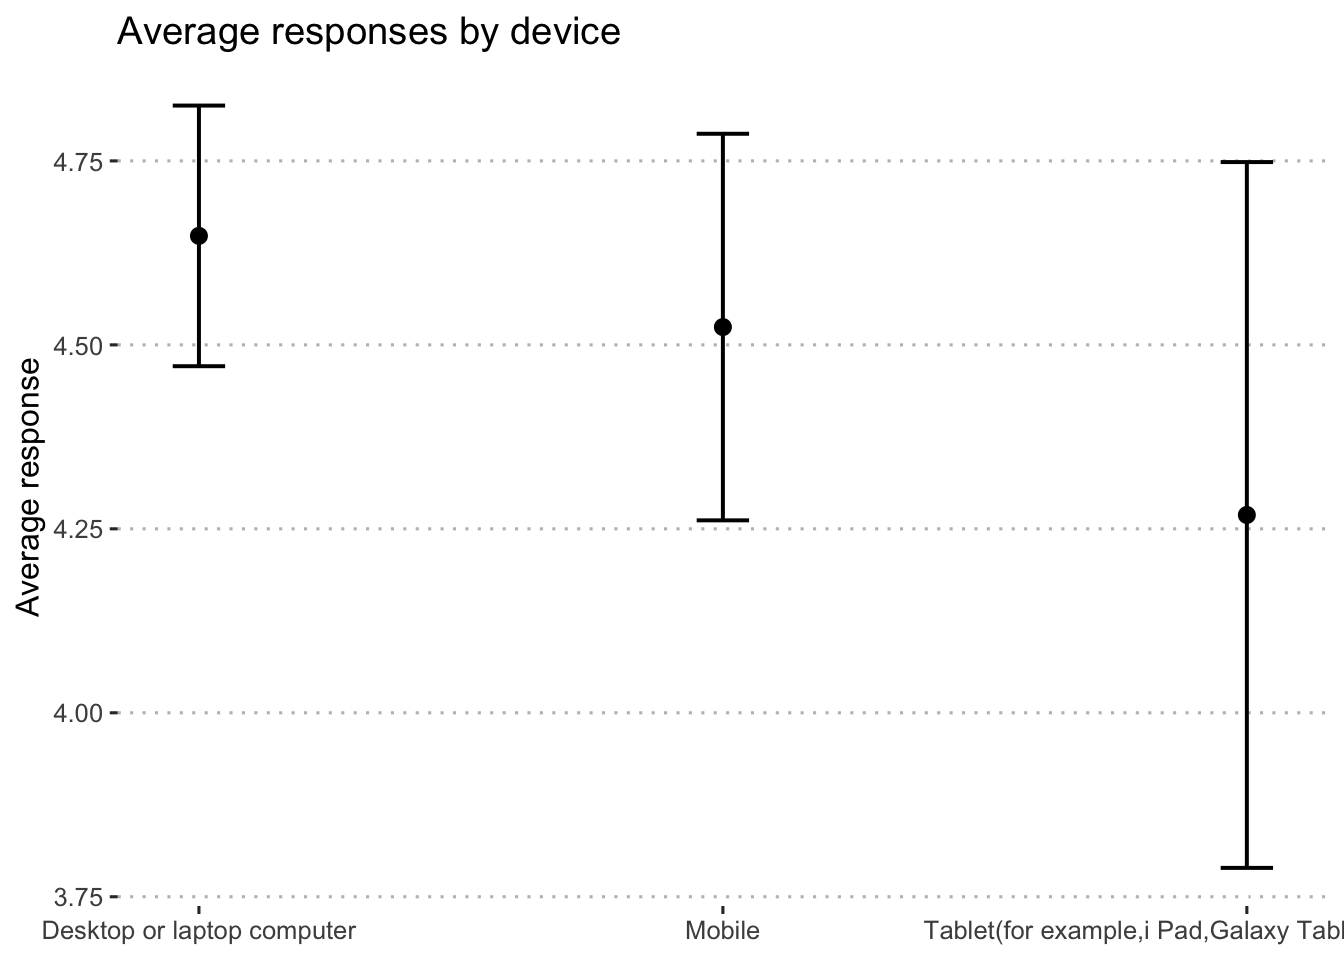 Average responses by device
Average response
4.75
4.50
4.25
4.00
3.75
Desktop or laptop computer
Mobile
Tablet(for example,i Pad,Galaxy Tabl